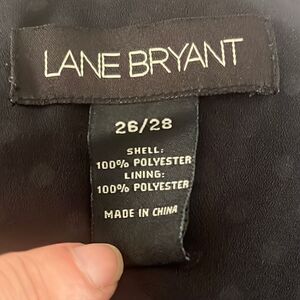 LANE BRYANT
26/28
SHELL:
100% POLYESTER
LINING:
100% POLYESTER
MADE IN CHINA